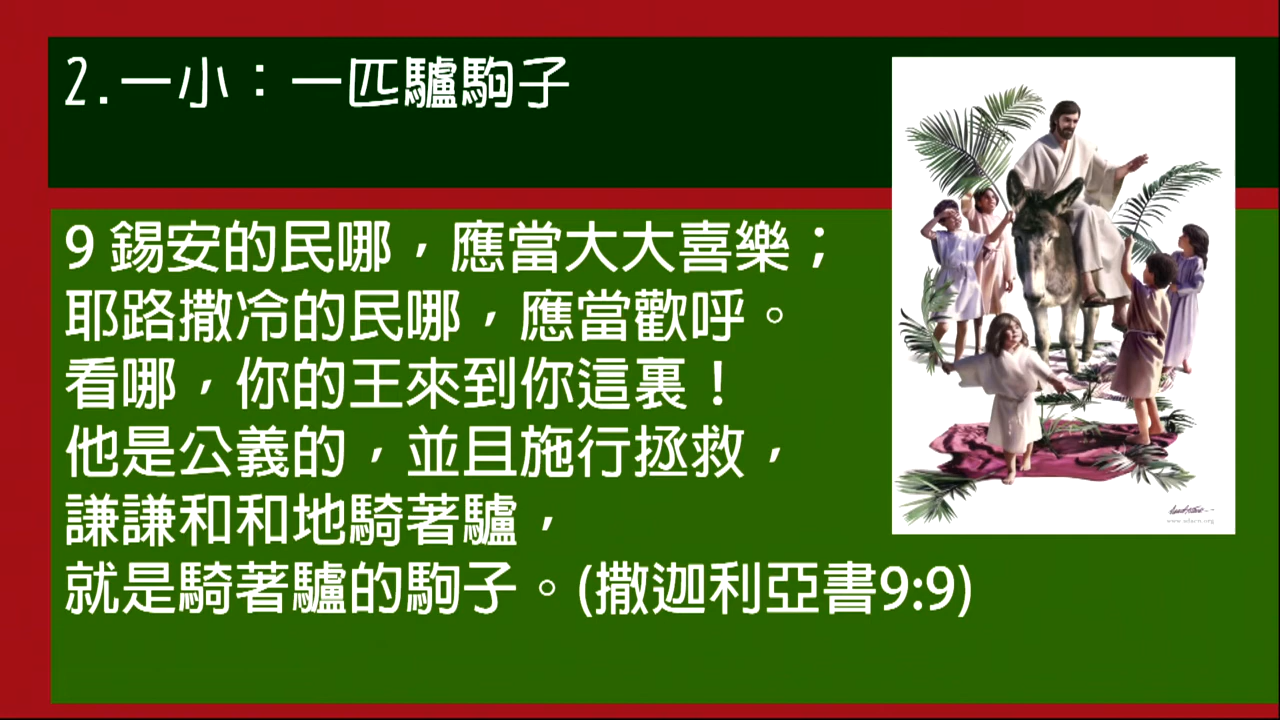 2.一小：一匹驢駒子
9 錫安的民哪，應當大大喜樂；
耶路撒冷的民哪，應當歡呼。
看哪，你的王來到你這裏！
他是公義的，並且施行拯救，
謙謙和和地騎著驢，
就是騎著驢的駒子。(撒迦利亞書9:9)